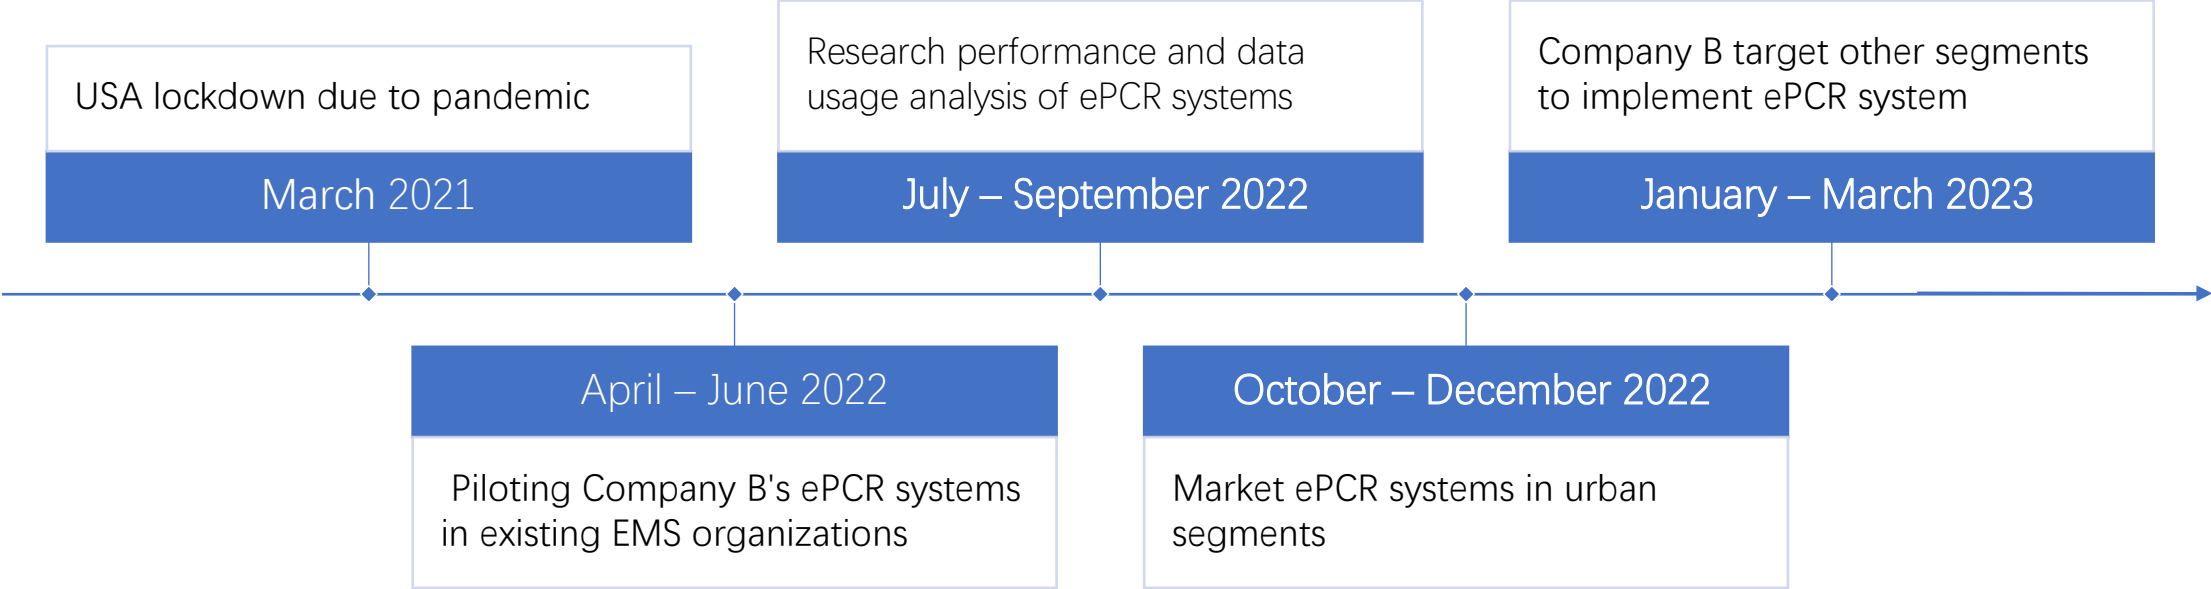 USA lockdown due to pandemic
March 2021
April – June 2022
Piloting Company B's ePCR systems
in existing EMS organizations
Research performance and data
usage analysis of ePCR systems
July – September 2022
October – December 2022
Market ePCR systems in urban
segments
Company B target other segments
to implement ePCR system
January – March 2023